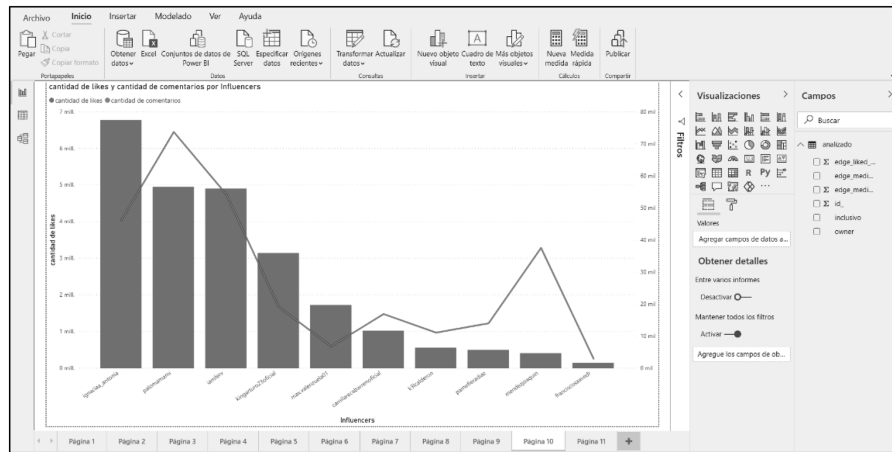 Archivo Inicio Insertar Modelado Ver Ayuda
Pegar
Cortar
Copia
Copiar formato
Portapapeles
Obtener datos
Excel
Conjuntos de datos de Power BI
SQL Server
Especificar datos
Orígenes recientes
Datos
Transformar datos
Actualizar
Consultas
Nuevo objeto visual
Cuadro de texto
Más objetos visuales
Insertar
Nueva medida
Medida rápida
Cálculos
Publicar
Compartir
cantidad de likes y cantidad de comentarios por Influencers
cantidad de likes cantidad de comentarios
7 mill.
6 mill.
5 mill.
4 mill.
3 mill.
2 mill.
1 mill.
0 mill.
cantidad de likes
80 mil
70 mil
60 mil
50 mil
40 mil
30 mil
20 mil
10 mil
0 mil
ignacia_antonia
palomamami
kingarturo23oficial
Influencers
Filtros
Visualizaciones
R Py
Valores
Agregar campos de datos a...
Obtener detalles
Entre varios informes
Desactivar
Mantener todos los filtros
Activar
Agregue los campos de ob...
Campos
Buscar
analizado
Σ edge_liked_...
edge_medi...
Σ edge_medi...
Σ id_
inclusivo
owner
Página 1 Página 2 Página 3 Página 4 Página 5 Página 6 Página 7 Página 8 Página 9 Página 10 Página 11 +